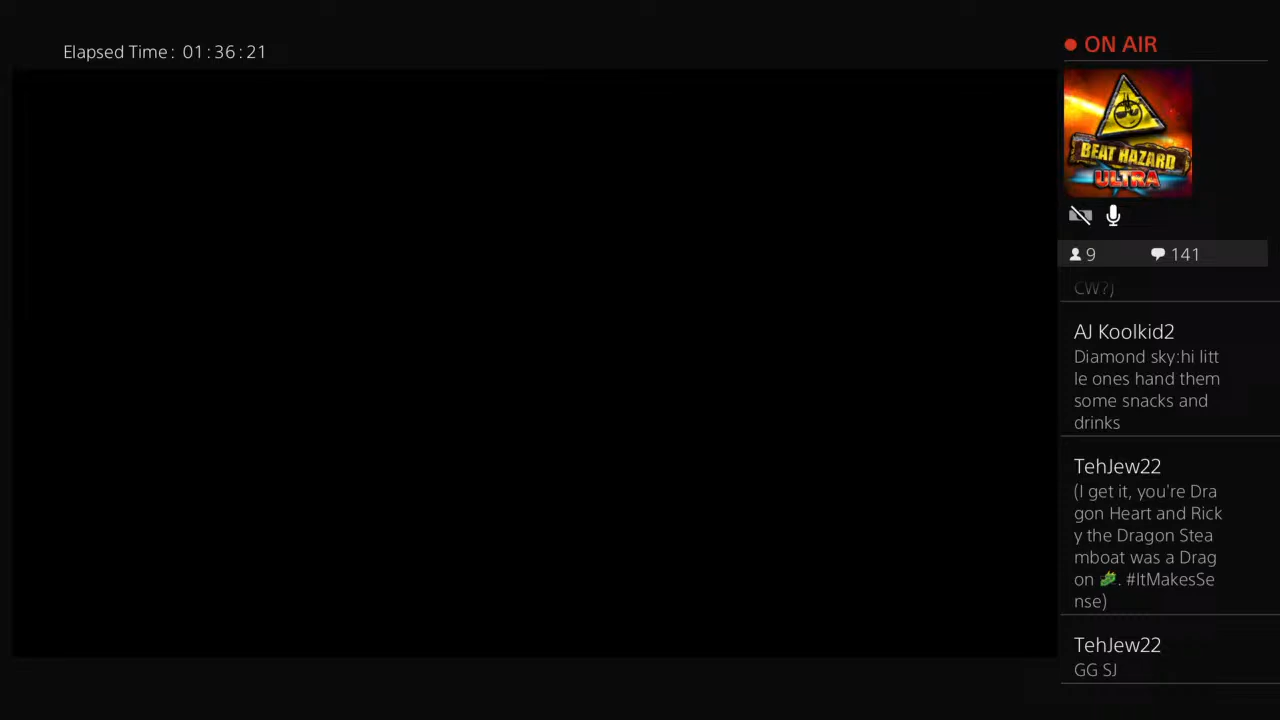 Elapsed Time: 01:36:21
ON AIR
BEAT HAZARD
ULTRA
9 141
CW?)
AJ Koolkid2
Diamond sky:hi litt
le ones hand them
some snacks and
drinks
TehJew22
(I get it, you're Dra
gon Heart and Rick
y the Dragon Stea
mboat was a Drag
on 🐉. #ItMakesSe
nse)
TehJew22
GG SJ